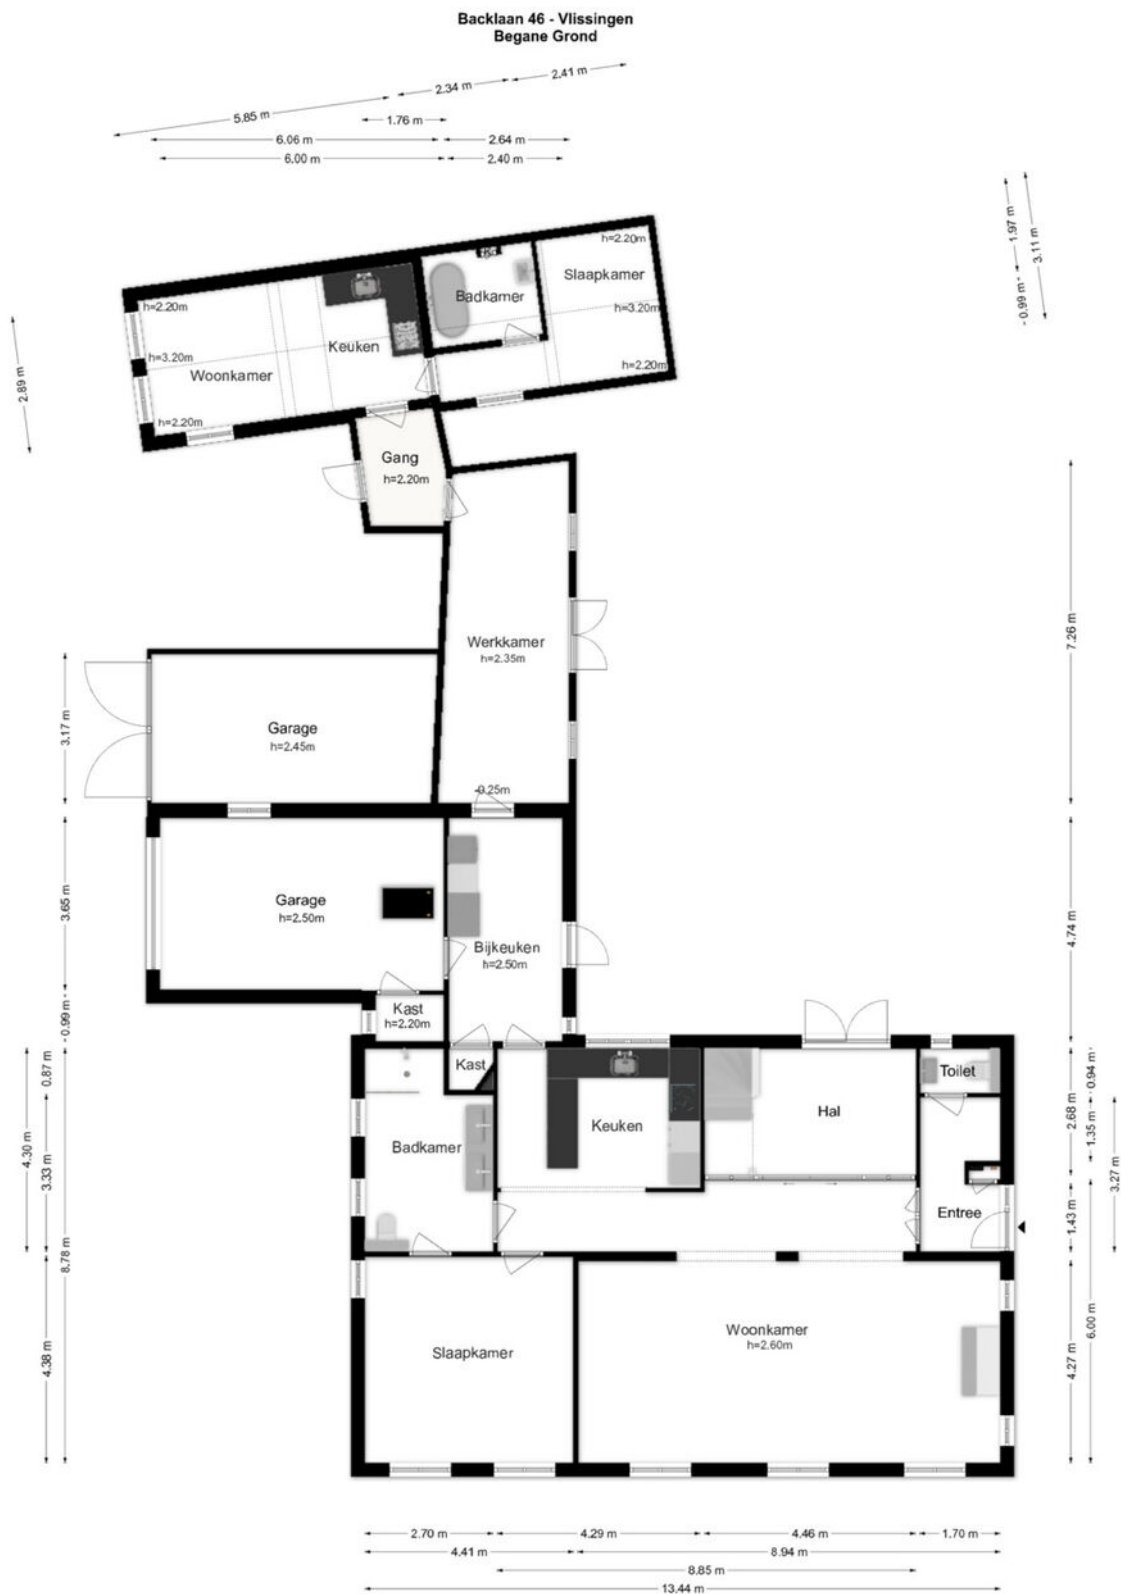 Backlaan 46 - Vlissingen
Begane Grond
2.34 m
2.41 m
5.85 m
1.76 m
6.06 m
2.64 m
6.00 m
2.40 m
1.97 m
3.11 m
0.99 m
2.89 m
h=2.20m
Slaapkamer
h=3.20m
h=2.20m
Badkamer
h=2.20m
Keuken
h=3.20m
Woonkamer
h=2.20m
Gang
h=2.20m
Werkkamer
h=2.35m
7.26 m
Garage
h=2.45m
3.17 m
-0.25m
Garage
h=2.50m
3.65 m
Bijkeuken
h=2.50m
4.74 m
Kast
h=2.20m
0.99 m
Kast
Keuken
Hal
Toilet
Badkamer
Entree
0.87 m
4.30 m
3.33 m
8.78 m
4.38 m
0.94 m
2.68 m
1.35 m
3.27 m
1.43 m
6.00 m
4.27 m
Woonkamer
h=2.60m
Slaapkamer
2.70 m
4.29 m
4.46 m
1.70 m
4.41 m
8.94 m
8.85 m
13.44 m